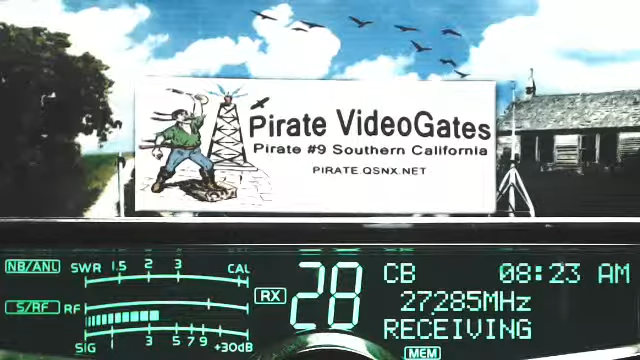 Pirate VideoGates
Pirate #9 Southern California
PIRATE.QSNX.NET
NB/ANL SWR 1.5 2 3 CAL
S/RF RF
SIG 1 3 5 7 9 +30dB
RX 28
CB 08:23 AM
27285MHz
RECEIVING
MEM